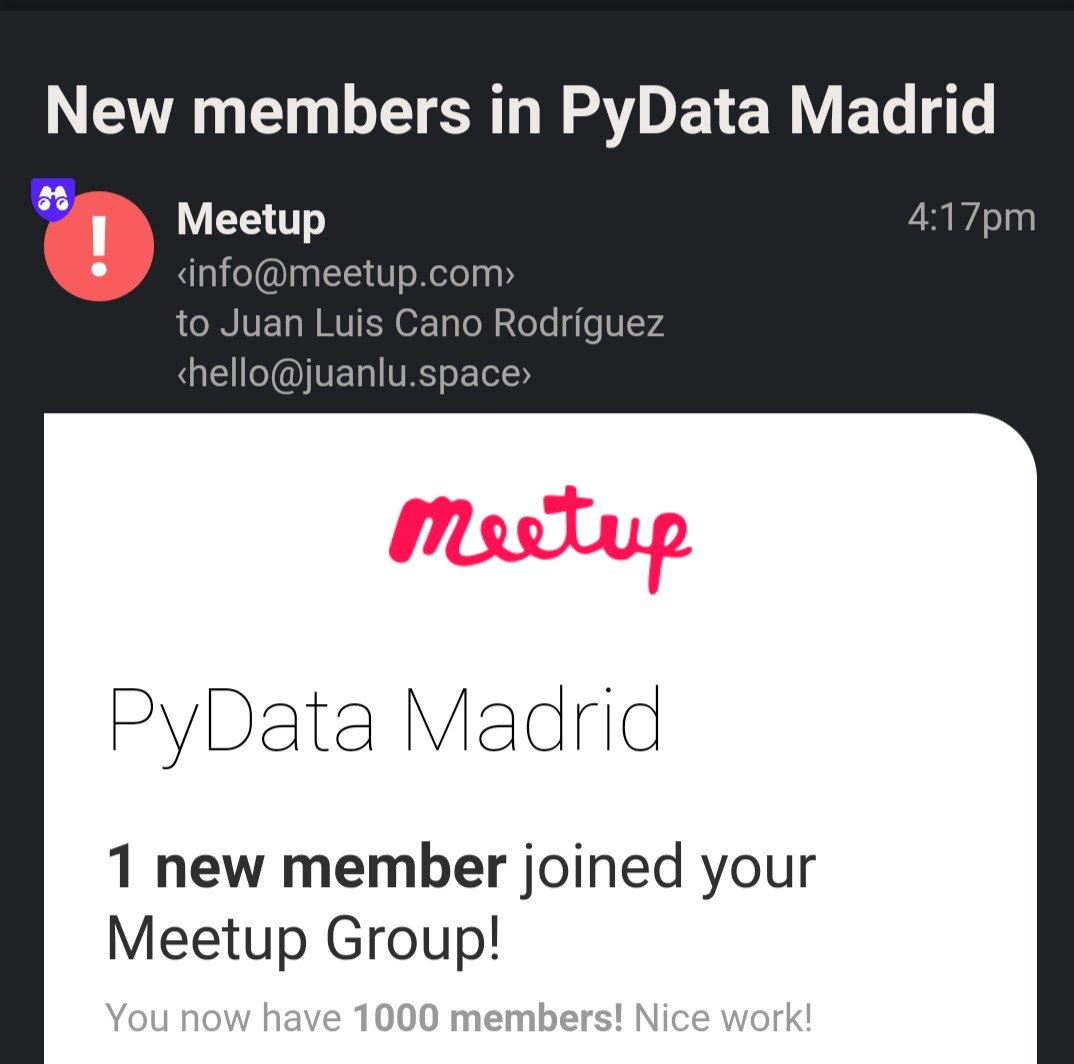 New members in PyData Madrid
!
Meetup
4:17pm
‹info@meetup.com›
to Juan Luis Cano Rodríguez
‹hello@juanlu.space›
meetup
PyData Madrid
1 new member joined your
Meetup Group!
You now have 1000 members! Nice work!